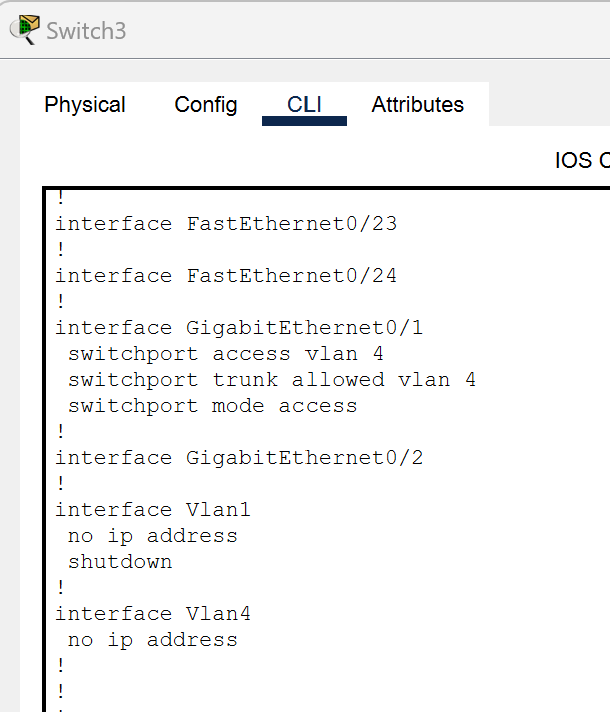 Switch3
Physical Config CLI Attributes
IOS C
!
interface FastEthernet0/23
!
interface FastEthernet0/24
!
interface GigabitEthernet0/1
 switchport access vlan 4
 switchport trunk allowed vlan 4
 switchport mode access
!
interface GigabitEthernet0/2
!
interface Vlan1
 no ip address
 shutdown
!
interface Vlan4
 no ip address
!
!